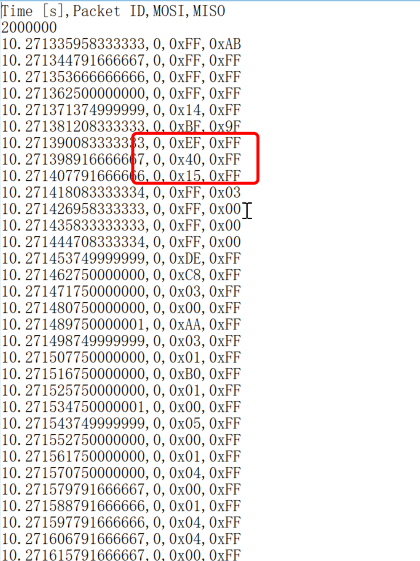 Time [s],Packet ID,MOSI,MISO
2000000
10.271335958333333,0,0xFF,0xAB
10.271344791666667,0,0xFF,0xFF
10.271353666666666,0,0xFF,0xFF
10.271362500000000,0,0xFF,0xFF
10.271371374999999,0,0x14,0xFF
10.271381208333333,0,0xBF,0x9F
10.271390083333333,0,0xEF,0xFF
10.271398916666667,0,0x40,0xFF
10.271407791666666,0,0x15,0xFF
10.271418083333334,0,0xFF,0x03
10.271426958333333,0,0xFF,0x00
10.271435833333333,0,0xFF,0x00
10.271444708333334,0,0xFF,0x00
10.271453749999999,0,0xDE,0xFF
10.271462750000000,0,0xC8,0xFF
10.271471750000000,0,0x03,0xFF
10.271480750000000,0,0x00,0xFF
10.271489750000001,0,0xAA,0xFF
10.271498749999999,0,0x03,0xFF
10.271507750000000,0,0x01,0xFF
10.271516750000000,0,0xB0,0xFF
10.271525750000000,0,0x01,0xFF
10.271534750000001,0,0x00,0xFF
10.271543749999999,0,0x05,0xFF
10.271552750000000,0,0x00,0xFF
10.271561750000000,0,0x01,0xFF
10.271570750000000,0,0x04,0xFF
10.271579791666667,0,0x00,0xFF
10.271588791666666,0,0x01,0xFF
10.271597791666666,0,0x04,0xFF
10.271606791666667,0,0x04,0xFF
10.271615791666667,0,0x00,0xFF